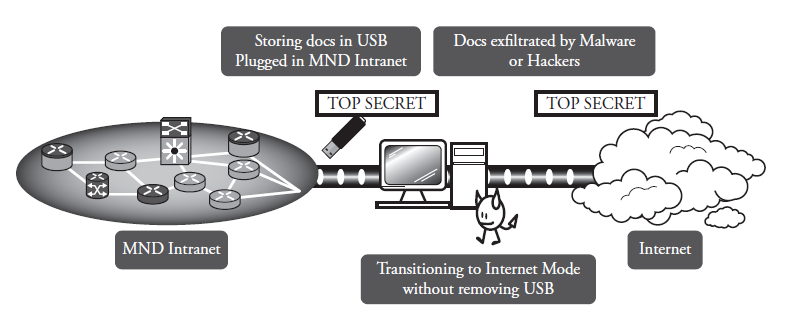 Storing docs in USB
Plugged in MND Intranet
Docs exfiltrated by Malware
or Hackers
TOP SECRET
TOP SECRET
MND Intranet
Internet
Transitioning to Internet Mode
without removing USB